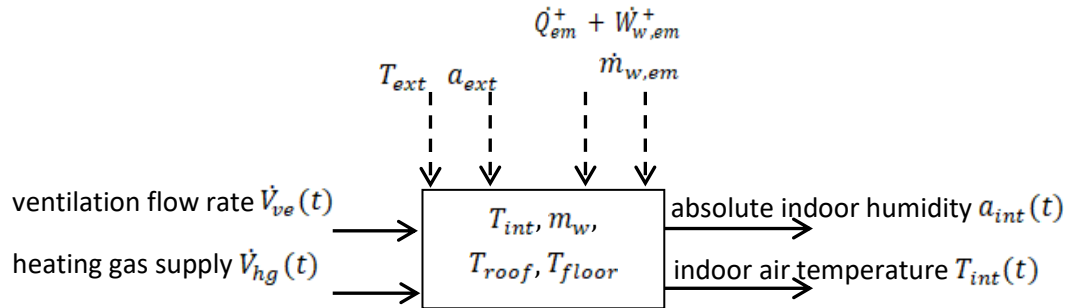 Q̇⁺em + Ẇ⁺w,em
ṁw,em
Text aext
ventilation flow rate V̇ve(t)
Tint, mw,
absolute indoor humidity aint(t)
heating gas supply V̇hg(t)
Troof, Tfloor
indoor air temperature Tint(t)